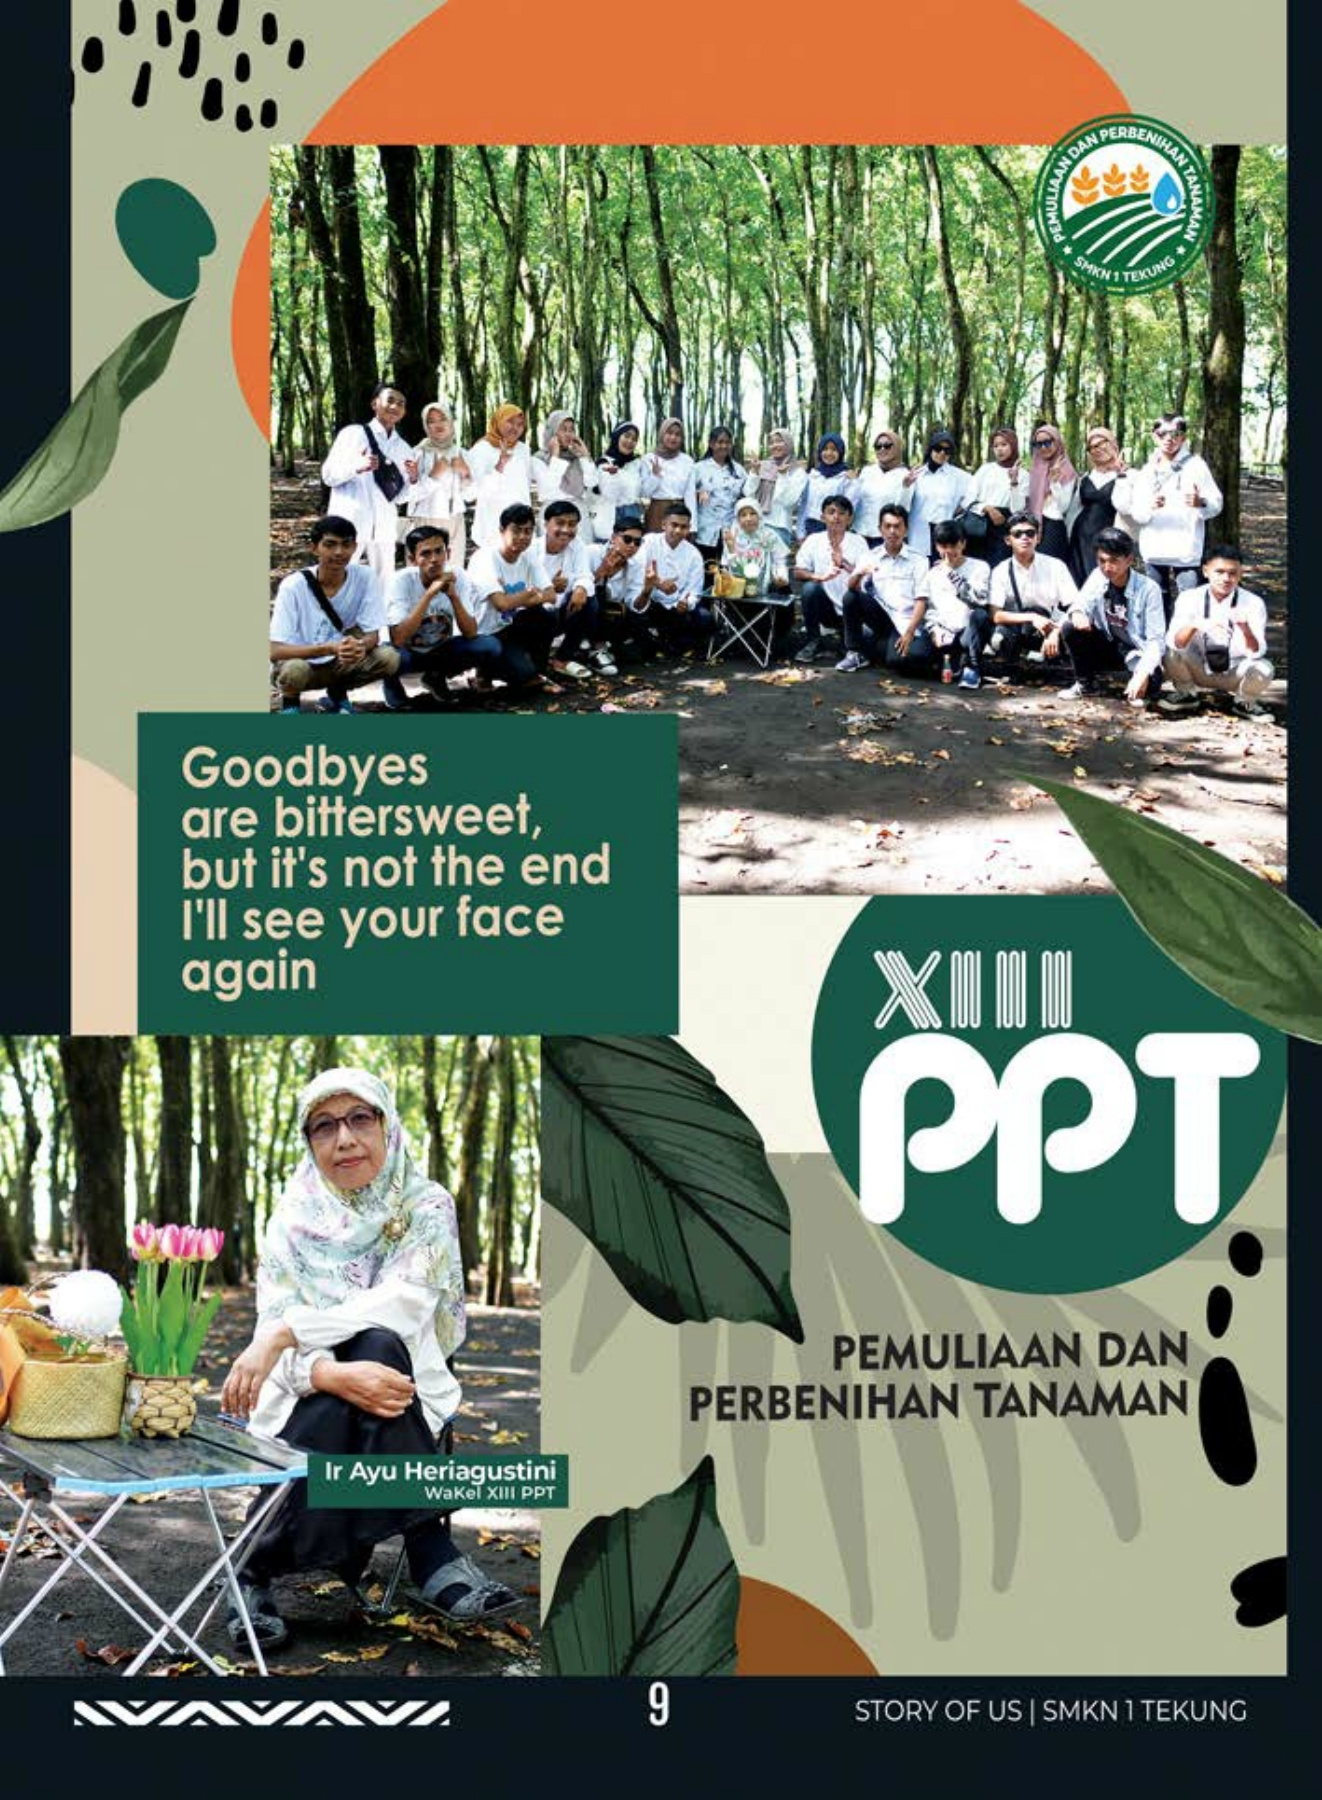 PEMULIAAN DAN PERBENIHAN TANAMAN
SMKN 1 TEKUNG
Goodbyes
are bittersweet,
but it's not the end
I'll see your face
again
XIII
PPT
PEMULIAAN DAN
PERBENIHAN TANAMAN
Ir Ayu Heriagustini
WaKel XIII PPT
9
STORY OF US | SMKN 1 TEKUNG